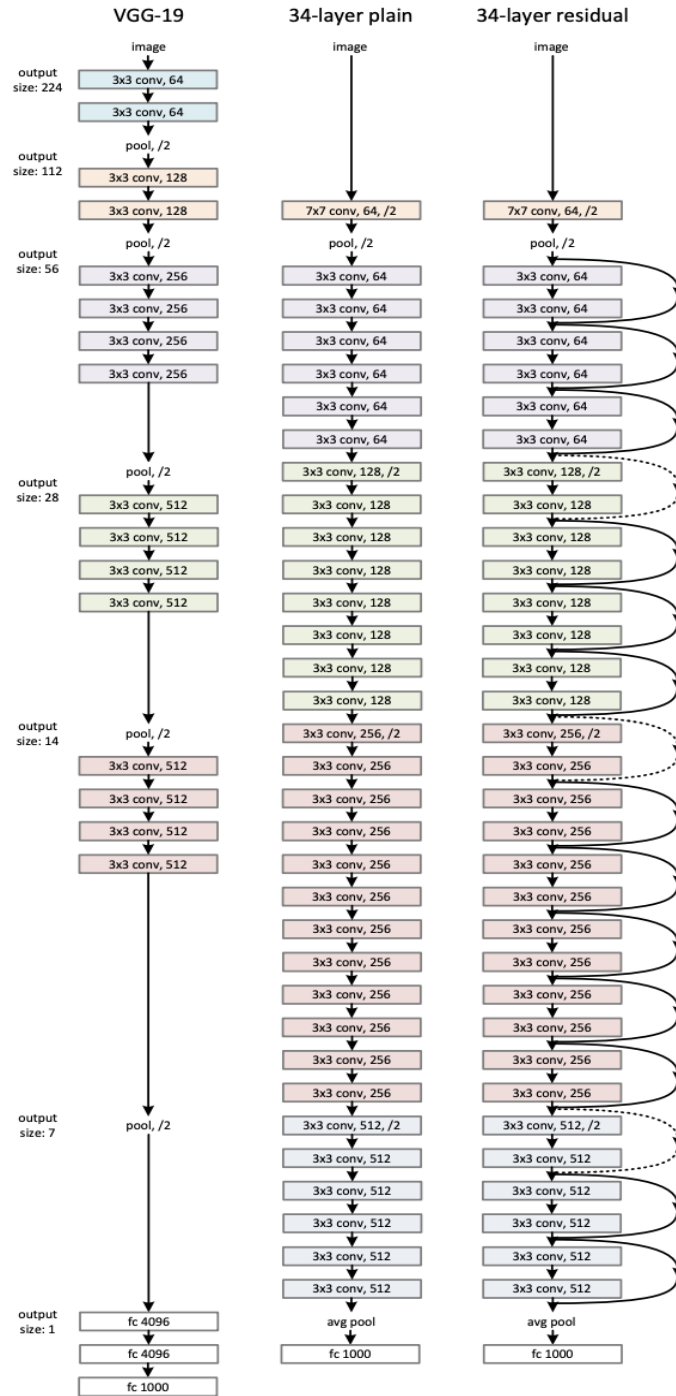 output
size: 224
output
size: 112
output
size: 56
output
size: 28
output
size: 14
output
size: 7
output
size: 1
VGG-19
image
3x3 conv, 64
3x3 conv, 64
pool, /2
3x3 conv, 128
3x3 conv, 128
pool, /2
3x3 conv, 256
3x3 conv, 256
3x3 conv, 256
3x3 conv, 256
pool, /2
3x3 conv, 512
3x3 conv, 512
3x3 conv, 512
3x3 conv, 512
pool, /2
3x3 conv, 512
3x3 conv, 512
3x3 conv, 512
3x3 conv, 512
pool, /2
fc 4096
fc 4096
fc 1000
34-layer plain
image
7x7 conv, 64, /2
pool, /2
3x3 conv, 64
3x3 conv, 64
3x3 conv, 64
3x3 conv, 64
3x3 conv, 64
3x3 conv, 64
3x3 conv, 128, /2
3x3 conv, 128
3x3 conv, 128
3x3 conv, 128
3x3 conv, 128
3x3 conv, 128
3x3 conv, 128
3x3 conv, 128
3x3 conv, 256, /2
3x3 conv, 256
3x3 conv, 256
3x3 conv, 256
3x3 conv, 256
3x3 conv, 256
3x3 conv, 256
3x3 conv, 256
3x3 conv, 256
3x3 conv, 256
3x3 conv, 256
3x3 conv, 256
3x3 conv, 512, /2
3x3 conv, 512
3x3 conv, 512
3x3 conv, 512
3x3 conv, 512
3x3 conv, 512
avg pool
fc 1000
34-layer residual
image
7x7 conv, 64, /2
pool, /2
3x3 conv, 64
3x3 conv, 64
3x3 conv, 64
3x3 conv, 64
3x3 conv, 64
3x3 conv, 64
3x3 conv, 128, /2
3x3 conv, 128
3x3 conv, 128
3x3 conv, 128
3x3 conv, 128
3x3 conv, 128
3x3 conv, 128
3x3 conv, 128
3x3 conv, 256, /2
3x3 conv, 256
3x3 conv, 256
3x3 conv, 256
3x3 conv, 256
3x3 conv, 256
3x3 conv, 256
3x3 conv, 256
3x3 conv, 256
3x3 conv, 256
3x3 conv, 256
3x3 conv, 256
3x3 conv, 512, /2
3x3 conv, 512
3x3 conv, 512
3x3 conv, 512
3x3 conv, 512
3x3 conv, 512
avg pool
fc 1000